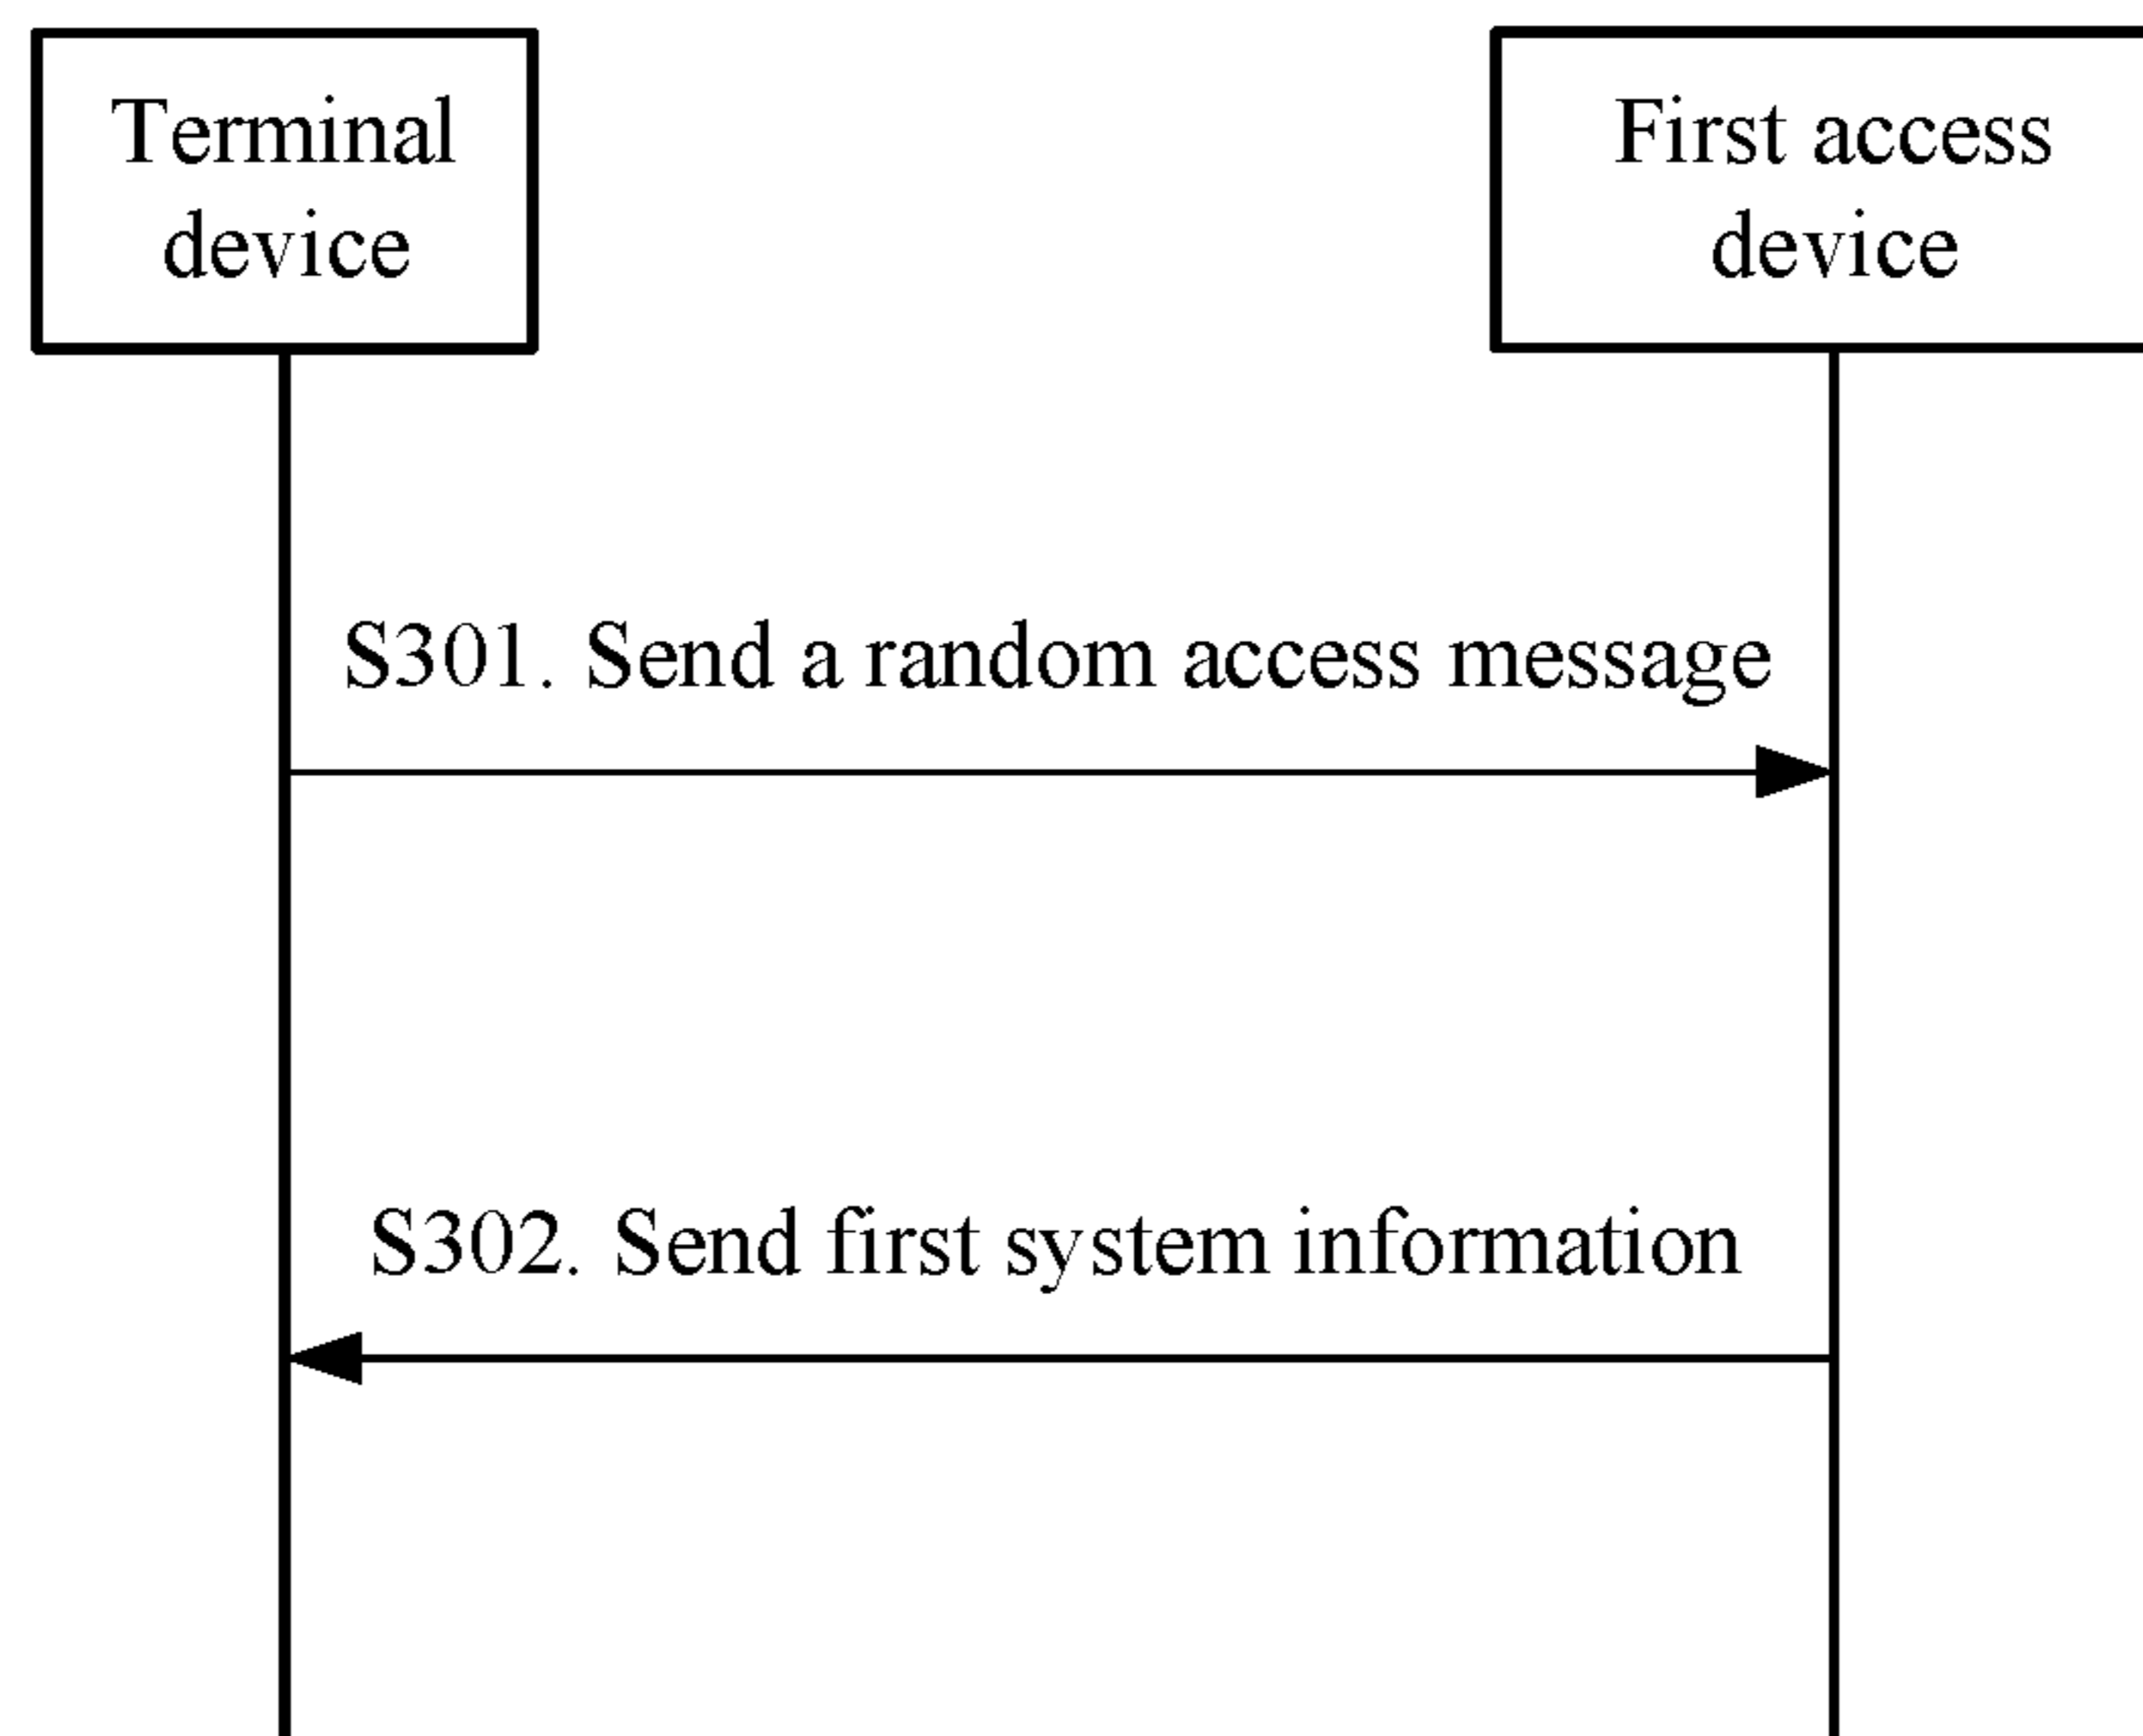 Terminal
device
First access
device
S301. Send a random access message
S302. Send first system information